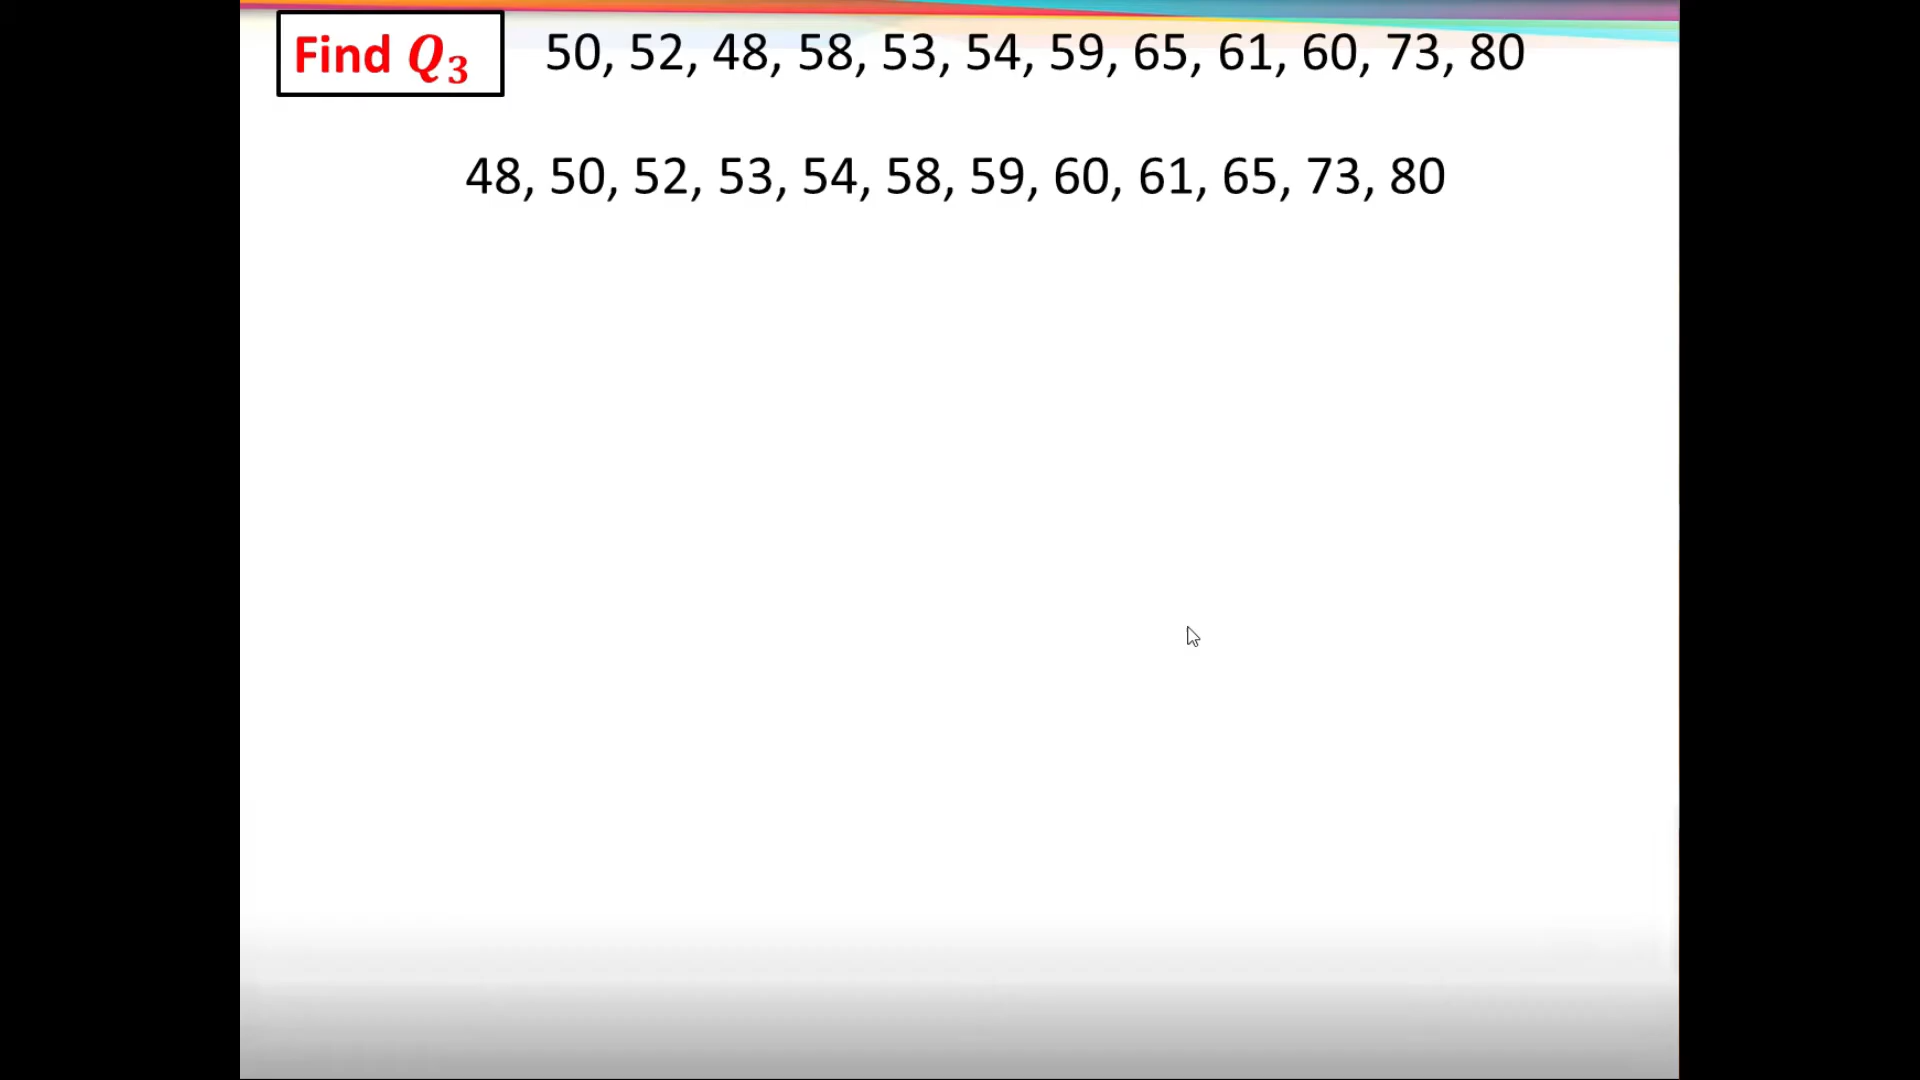 Find Q₃ 50, 52, 48, 58, 53, 54, 59, 65, 61, 60, 73, 80
48, 50, 52, 53, 54, 58, 59, 60, 61, 65, 73, 80